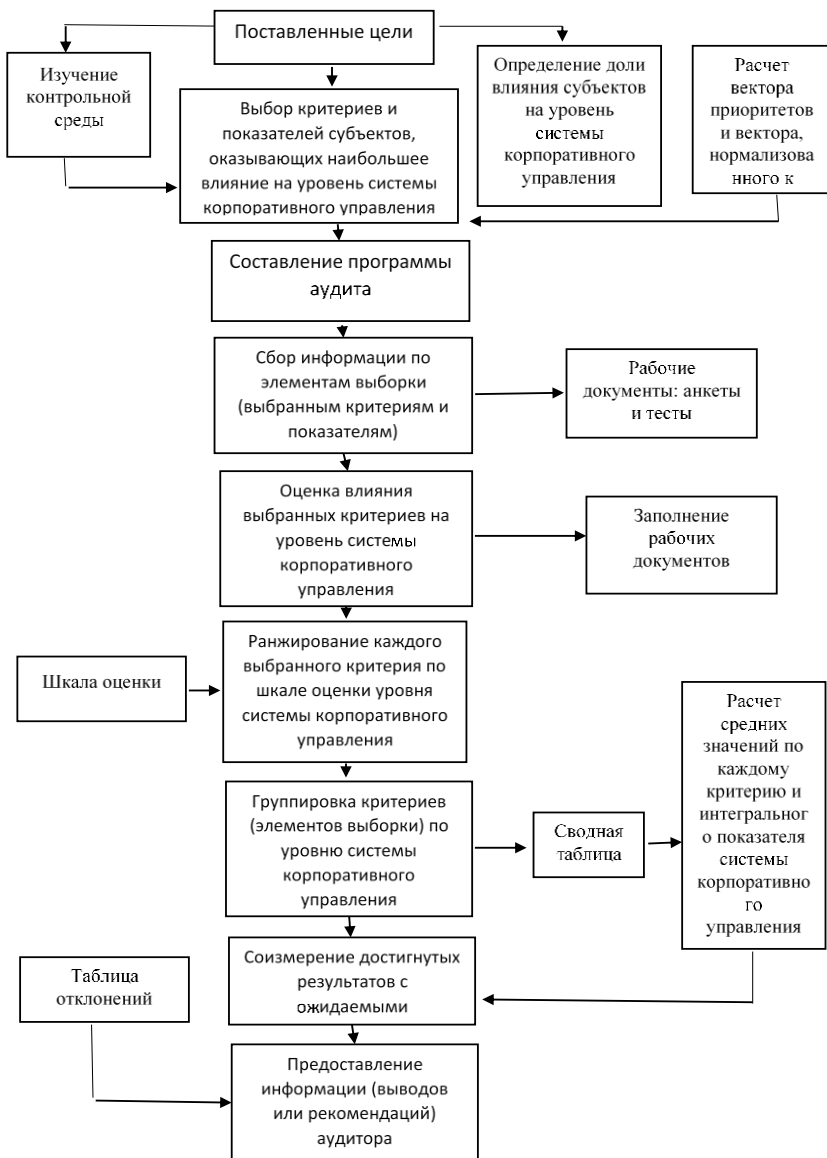 Поставленные цели
Изучение
контрольной
среды
Выбор критериев и
показателей субъектов,
оказывающих наибольшее
влияние на уровень системы
корпоративного управления
Определение доли
влияния субъектов
на уровень
системы
корпоративного
управления
Расчет
вектора
приоритетов
и вектора,
нормализова
нного к
Составление программы
аудита
Сбор информации по
элементам выборки
(выбранным критериям и
показателям)
Рабочие
документы: анкеты
и тесты
Оценка влияния
выбранных критериев на
уровень системы
корпоративного
управления
Заполнение
рабочих
документов
Шкала оценки
Ранжирование каждого
выбранного критерия по
шкале оценки уровня
системы корпоративного
управления
Группировка критериев
(элементов выборки) по
уровню системы
корпоративного
управления
Сводная
таблица
Расчет
средних
значений по
каждому
критерию и
интегральног
о показателя
системы
корпоративно
го
управления
Соизмерение достигнутых
результатов с
ожидаемыми
Таблица
отклонений
Предоставление
информации (выводов
или рекомендаций)
аудитора